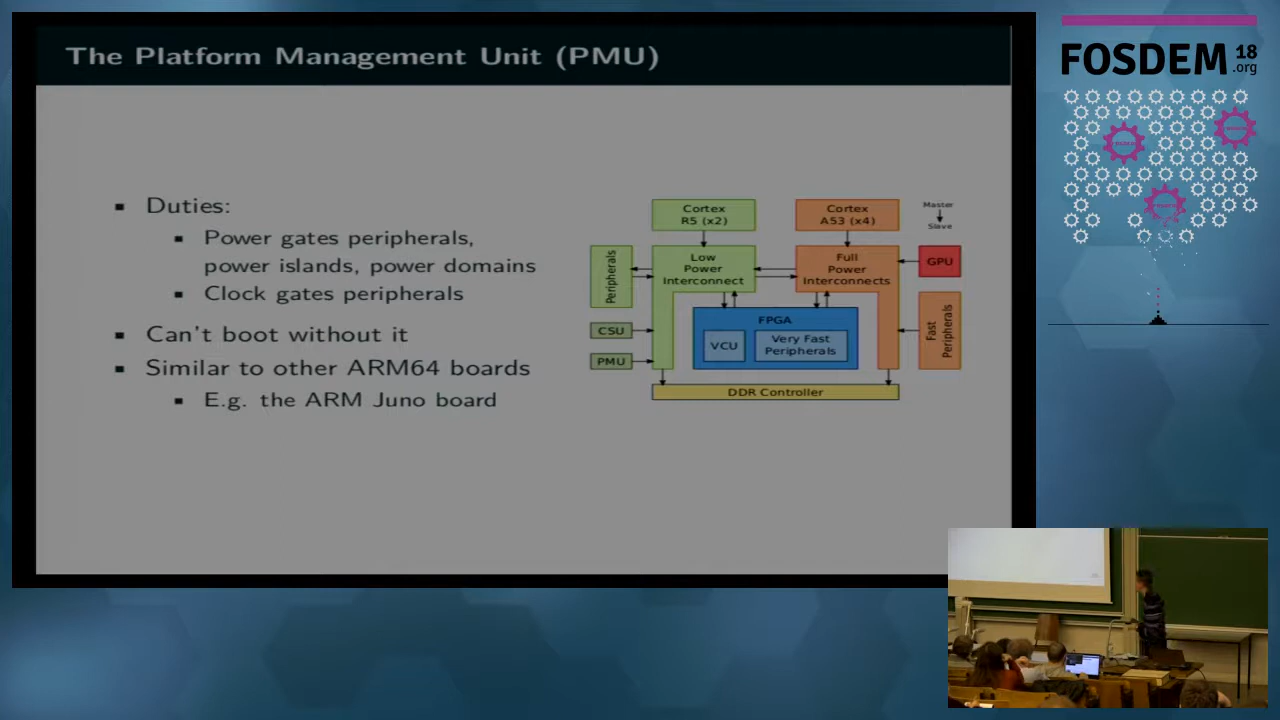 The Platform Management Unit (PMU)
Duties:
Power gates peripherals,
power islands, power domains
Clock gates peripherals
Can't boot without it
Similar to other ARM64 boards
E.g. the ARM Juno board
Cortex
R5 (x2)
Cortex
A53 (x4)
Master
Slave
Peripherals
Low
Power
Interconnect
Full
Power
Interconnects
GPU
CSU
PMU
FPGA
VCU
Very Fast
Peripherals
Fast
Peripherals
DDR Controller
FOSDEM 18
.org